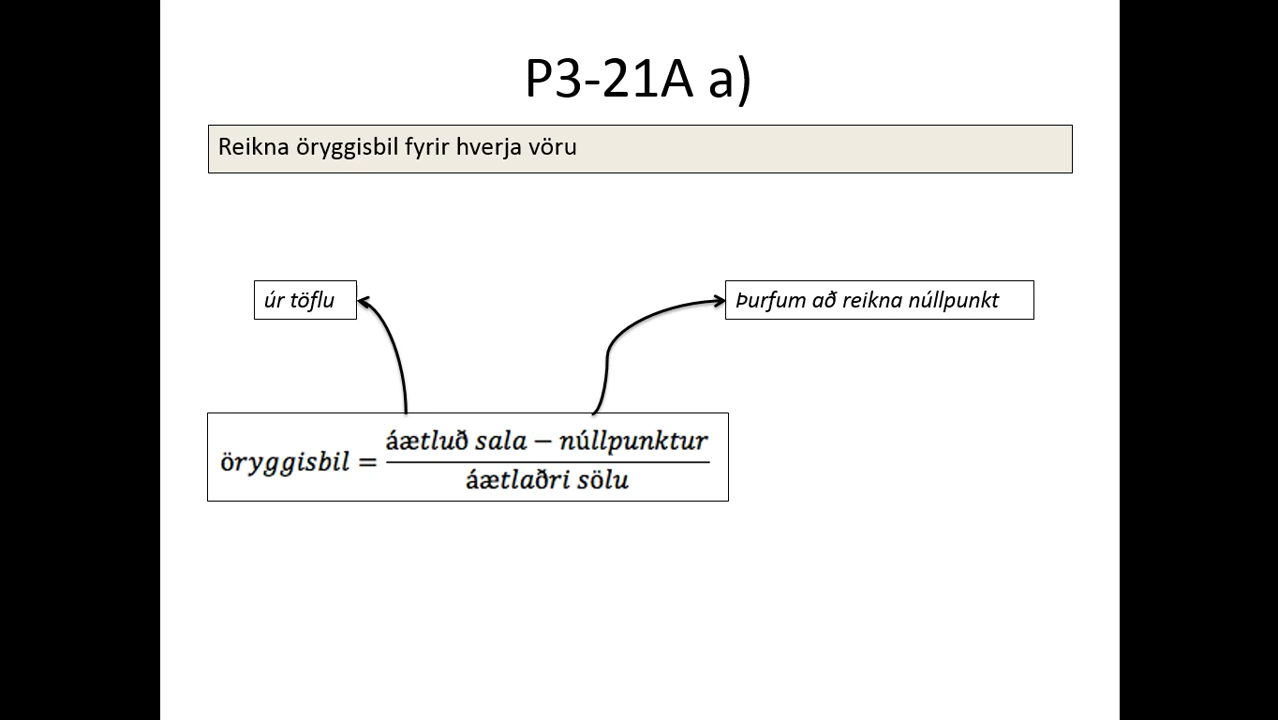 P3-21A a)
Reikna öryggisbil fyrir hverja vöru
úr töflu
Þurfum að reikna núllpunkt
áætluð sala − núllpunktur
öryggisbil =
áætlaðri sölu